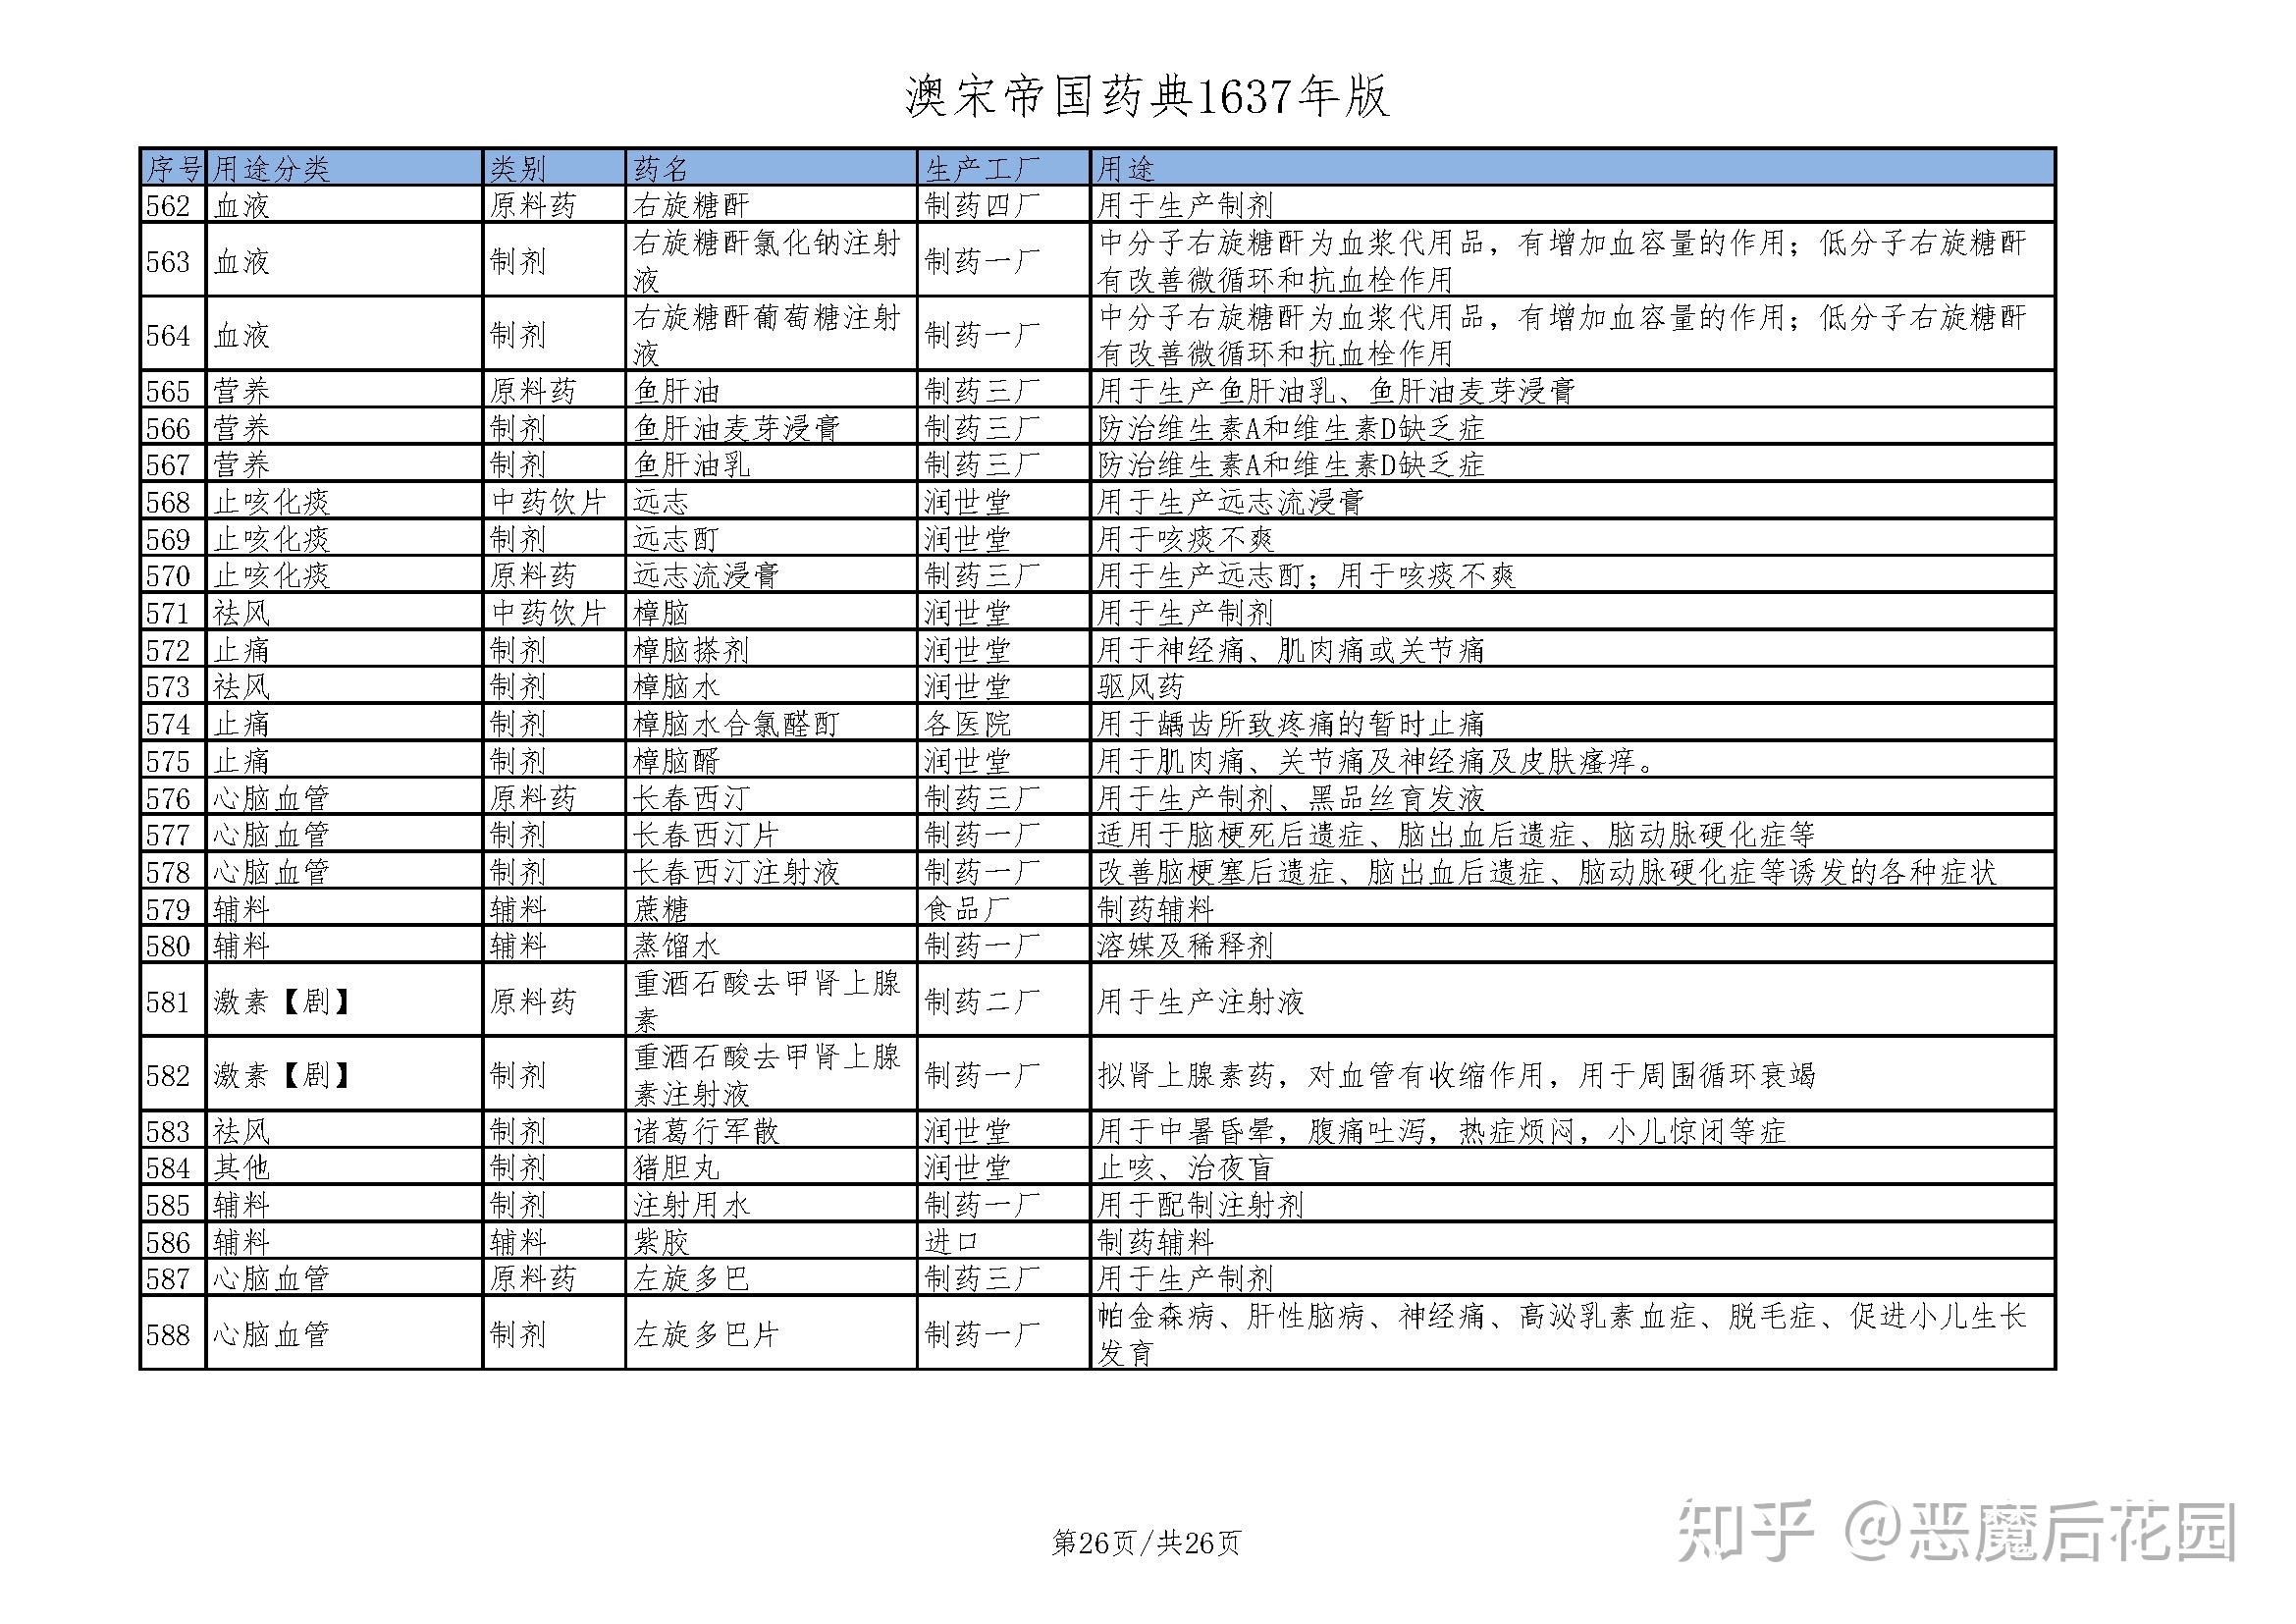 澳宋帝国药典1637年版
序号 用途分类 类别 药名 生产工厂 用途
562 血液 原料药 右旋糖酐 制药四厂 用于生产制剂
563 血液 制剂 右旋糖酐氯化钠注射液 制药一厂 中分子右旋糖酐为血浆代用品，有增加血容量的作用；低分子右旋糖酐有改善微循环和抗血栓作用
564 血液 制剂 右旋糖酐葡萄糖注射液 制药一厂 中分子右旋糖酐为血浆代用品，有增加血容量的作用；低分子右旋糖酐有改善微循环和抗血栓作用
565 营养 原料药 鱼肝油 制药三厂 用于生产鱼肝油乳、鱼肝油麦芽浸膏
566 营养 制剂 鱼肝油麦芽浸膏 制药三厂 防治维生素A和维生素D缺乏症
567 营养 制剂 鱼肝油乳 制药三厂 防治维生素A和维生素D缺乏症
568 止咳化痰 中药饮片 远志 润世堂 用于生产远志流浸膏
569 止咳化痰 制剂 远志酊 润世堂 用于咳痰不爽
570 止咳化痰 原料药 远志流浸膏 制药三厂 用于生产远志酊；用于咳痰不爽
571 祛风 中药饮片 樟脑 润世堂 用于生产制剂
572 止痛 制剂 樟脑搽剂 润世堂 用于神经痛、肌肉痛或关节痛
573 祛风 制剂 樟脑水 润世堂 驱风药
574 止痛 制剂 樟脑水合氯醛酊 各医院 用于龋齿所致疼痛的暂时止痛
575 止痛 制剂 樟脑醑 润世堂 用于肌肉痛、关节痛及神经痛及皮肤瘙痒。
576 心脑血管 原料药 长春西汀 制药三厂 用于生产制剂、黑品丝育发液
577 心脑血管 制剂 长春西汀片 制药一厂 适用于脑梗死后遗症、脑出血后遗症、脑动脉硬化症等
578 心脑血管 制剂 长春西汀注射液 制药一厂 改善脑梗塞后遗症、脑出血后遗症、脑动脉硬化症等诱发的各种症状
579 辅料 辅料 蔗糖 食品厂 制药辅料
580 辅料 辅料 蒸馏水 制药一厂 溶媒及稀释剂
581 激素【剧】 原料药 重酒石酸去甲肾上腺素 制药二厂 用于生产注射液
582 激素【剧】 制剂 重酒石酸去甲肾上腺素注射液 制药一厂 拟肾上腺素药，对血管有收缩作用，用于周围循环衰竭
583 祛风 制剂 诸葛行军散 润世堂 用于中暑昏晕，腹痛吐泻，热症烦闷，小儿惊闭等症
584 其他 制剂 猪胆丸 润世堂 止咳、治夜盲
585 辅料 制剂 注射用水 制药一厂 用于配制注射剂
586 辅料 辅料 紫胶 进口 制药辅料
587 心脑血管 原料药 左旋多巴 制药三厂 用于生产制剂
588 心脑血管 制剂 左旋多巴片 制药一厂 帕金森病、肝性脑病、神经痛、高泌乳素血症、脱毛症、促进小儿生长发育
第26页/共26页
知乎 @恶魔后花园